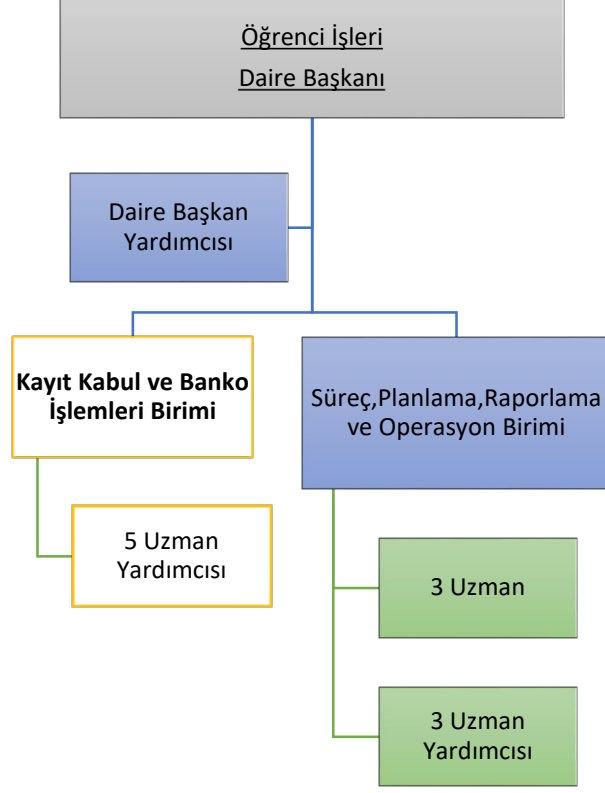 Öğrenci İşleri
Daire Başkanı
Daire Başkan
Yardımcısı
Kayıt Kabul ve Banko
İşlemleri Birimi
Süreç,Planlama,Raporlama
ve Operasyon Birimi
5 Uzman
Yardımcısı
3 Uzman
3 Uzman
Yardımcısı